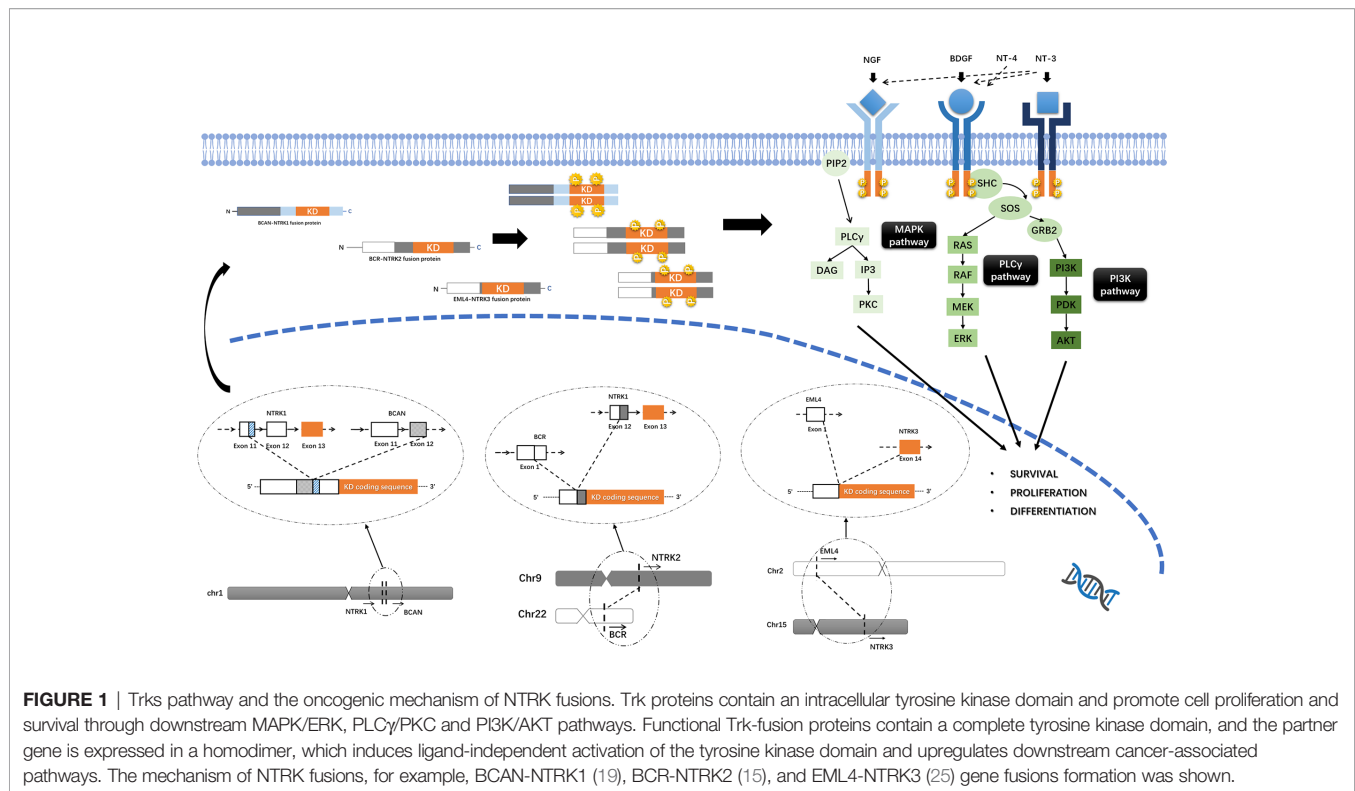 NGF
BDGF
NT-4
NT-3
PIP2
P P P P
P P P P
P P P P
SHC
SOS
GRB2
PLCγ
MAPK
pathway
DAG
IP3
PKC
RAS
RAF
MEK
ERK
PLCγ
pathway
PI3K
PDK
AKT
PI3K
pathway
N
KD
C
BCAN-NTRK1 fusion protein
N
KD
C
BCR-NTRK2 fusion protein
N
KD
C
EML4-NTRK3 fusion protein
KD
KD
KD
KD
KD
KD
NTRK1
BCAN
Exon 11
Exon 12
Exon 13
Exon 11
Exon 12
5'
KD coding sequence
3'
NTRK1
Exon 12
Exon 13
BCR
Exon 1
5'
KD coding sequence
3'
EML4
Exon 1
NTRK3
Exon 14
5'
KD coding sequence
3'
SURVIVAL
PROLIFERATION
DIFFERENTIATION
chr1
NTRK1
BCAN
Chr9
NTRK2
Chr22
BCR
Chr2
EML4
Chr15
NTRK3
FIGURE 1 | Trks pathway and the oncogenic mechanism of NTRK fusions. Trk proteins contain an intracellular tyrosine kinase domain and promote cell proliferation and
survival through downstream MAPK/ERK, PLCγ/PKC and PI3K/AKT pathways. Functional Trk-fusion proteins contain a complete tyrosine kinase domain, and the partner
gene is expressed in a homodimer, which induces ligand-independent activation of the tyrosine kinase domain and upregulates downstream cancer-associated
pathways. The mechanism of NTRK fusions, for example, BCAN-NTRK1 (19), BCR-NTRK2 (15), and EML4-NTRK3 (25) gene fusions formation was shown.